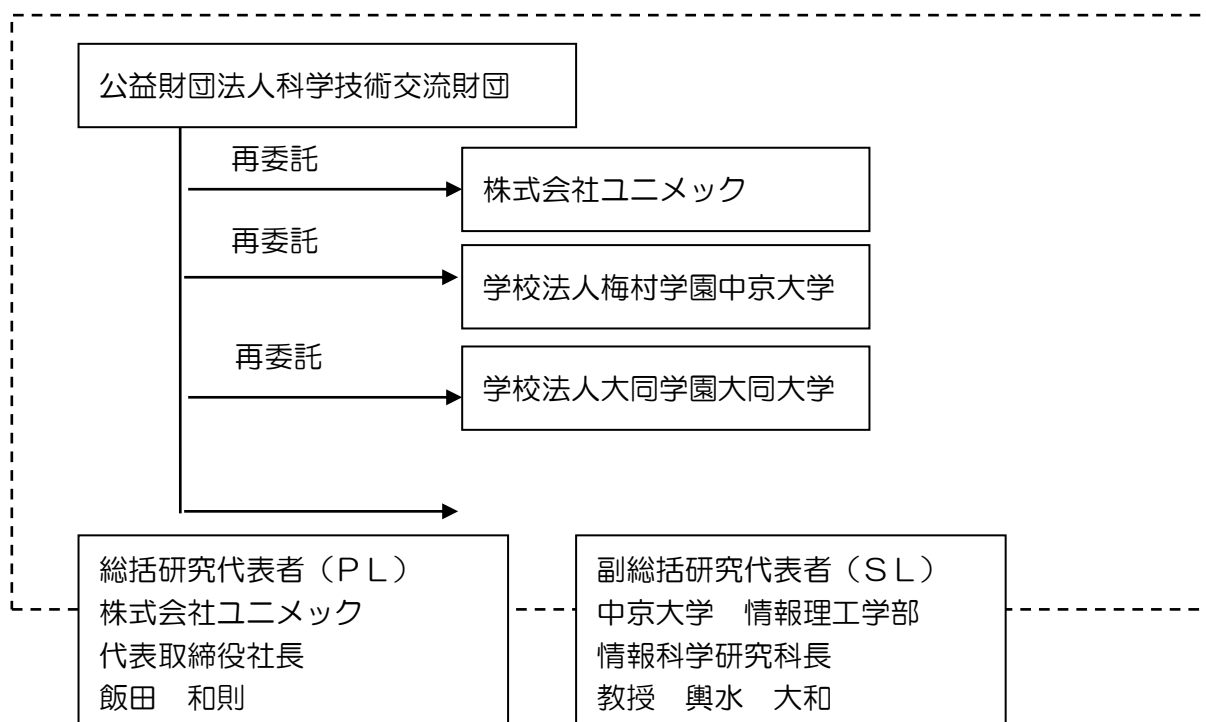 公益財団法人科学技術交流財団
再委託
株式会社ユニメック
再委託
学校法人梅村学園中京大学
再委託
学校法人大同学園大同大学
総括研究代表者（ＰＬ）
株式会社ユニメック
代表取締役社長
飯田　和則
副総括研究代表者（ＳＬ）
中京大学　情報理工学部
情報科学研究科長
教授　輿水　大和